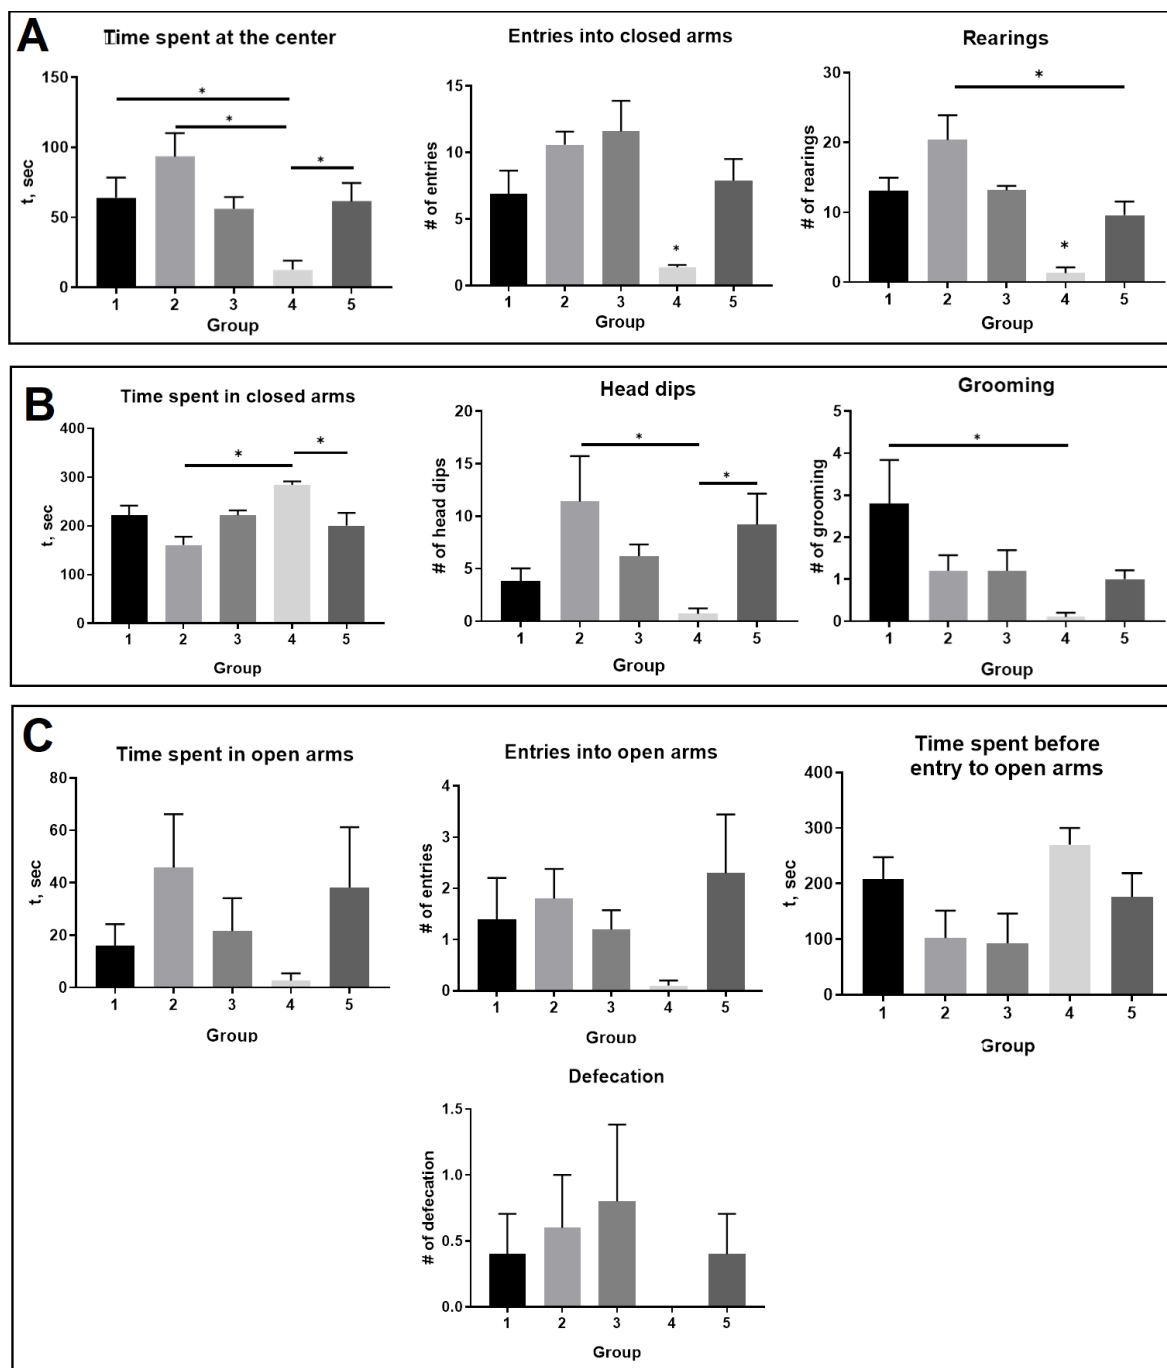 A
Time spent at the center
150
100
50
0
t, sec
*
*
*
1 2 3 4 5
Group
Entries into closed arms
15
10
5
0
# of entries
*
1 2 3 4 5
Group
Rearings
30
20
10
0
# of rearings
*
*
1 2 3 4 5
Group
B
Time spent in closed arms
400
300
200
100
0
t, sec
*
*
1 2 3 4 5
Group
Head dips
20
15
10
5
0
# of head dips
*
*
1 2 3 4 5
Group
Grooming
5
4
3
2
1
0
# of grooming
*
1 2 3 4 5
Group
C
Time spent in open arms
80
60
40
20
0
t, sec
1 2 3 4 5
Group
Entries into open arms
4
3
2
1
0
# of entries
1 2 3 4 5
Group
Time spent before
entry to open arms
400
300
200
100
0
t, sec
1 2 3 4 5
Group
Defecation
1.5
1.0
0.5
0.0
# of defecation
1 2 3 4 5
Group